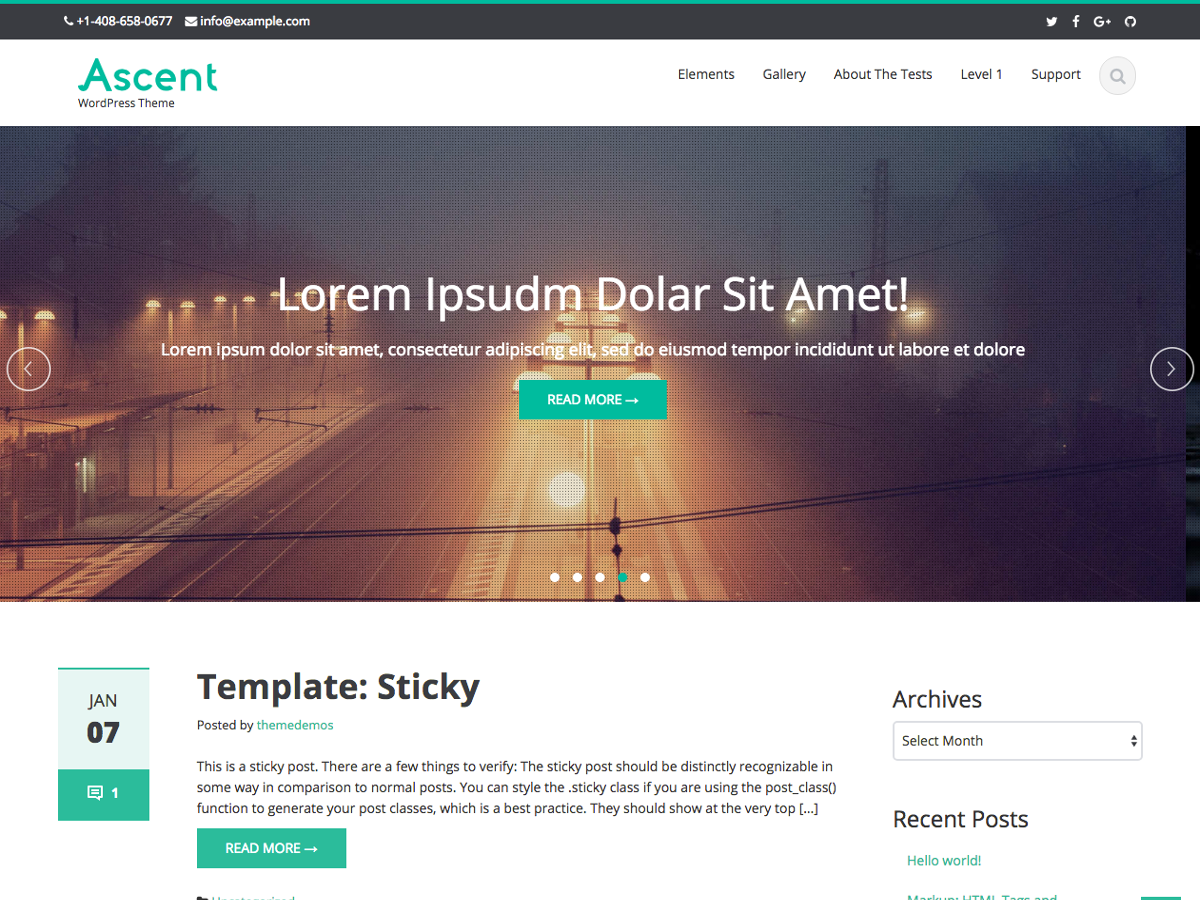 +1-408-658-0677 info@example.com
Ascent
WordPress Theme
Elements Gallery About The Tests Level 1 Support
Lorem Ipsudm Dolar Sit Amet!
Lorem ipsum dolor sit amet, consectetur adipiscing elit, sed do eiusmod tempor incididunt ut labore et dolore
READ MORE →
JAN
07
1
Template: Sticky
Posted by themedemos
This is a sticky post. There are a few things to verify: The sticky post should be distinctly recognizable in
some way in comparison to normal posts. You can style the .sticky class if you are using the post_class()
function to generate your post classes, which is a best practice. They should show at the very top [...]
READ MORE →
Uncategorized
Archives
Select Month
Recent Posts
Hello world!
Markup: HTML Tags and